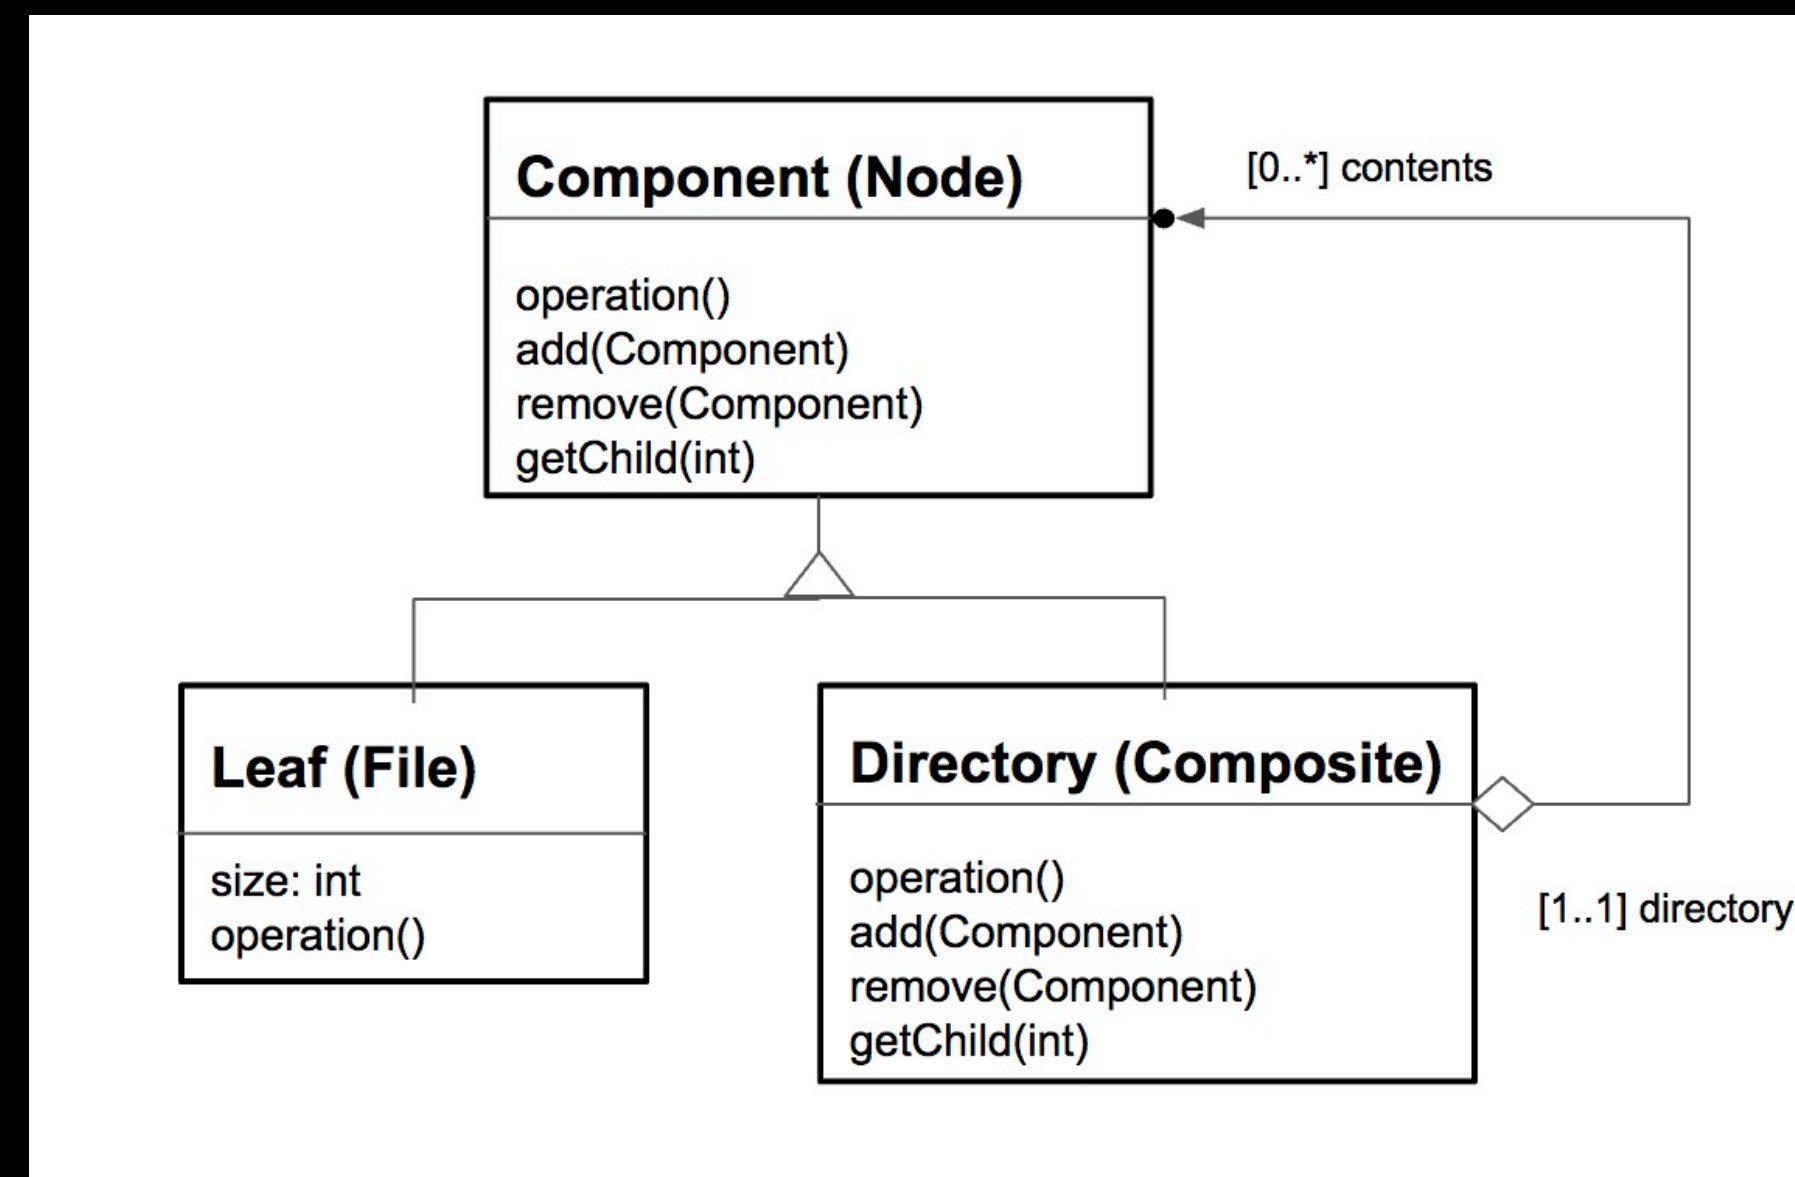 Component (Node)
[0..*] contents
operation()
add(Component)
remove(Component)
getChild(int)
Leaf (File)
size: int
operation()
Directory (Composite)
operation()
add(Component)
remove(Component)
getChild(int)
[1..1] directory